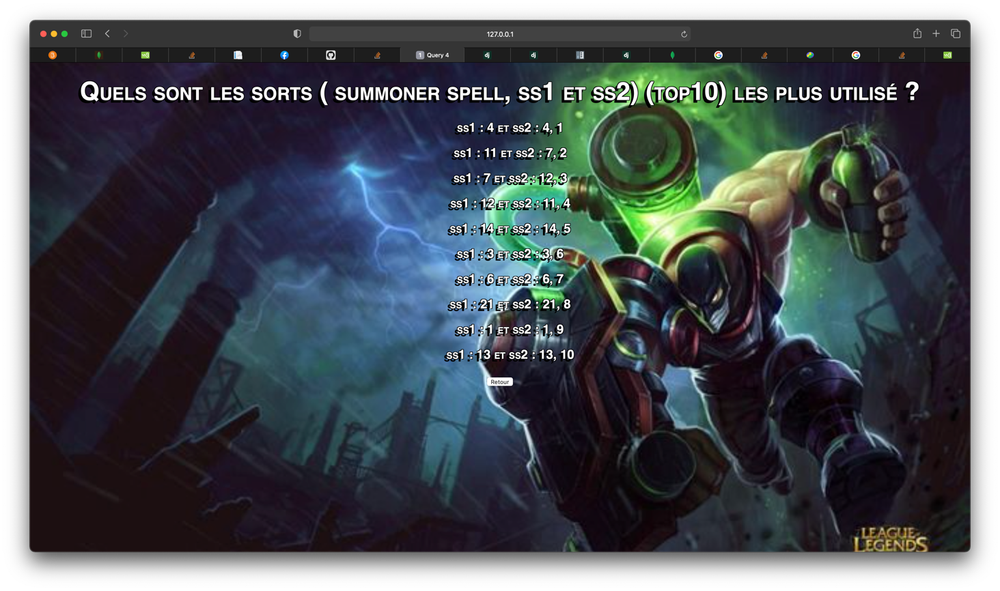 127.0.0.1
1 Query 4
Quels sont les sorts ( summoner spell, ss1 et ss2) (top10) les plus utilisé ?
ss1 : 4 et ss2 : 4, 1
ss1 : 11 et ss2 : 7, 2
ss1 : 7 et ss2 : 12, 3
ss1 : 12 et ss2 : 11, 4
ss1 : 14 et ss2 : 14, 5
ss1 : 3 et ss2 : 3, 6
ss1 : 6 et ss2 : 6, 7
ss1 : 21 et ss2 : 21, 8
ss1 : 1 et ss2 : 1, 9
ss1 : 13 et ss2 : 13, 10
Retour
LEAGUE
LEGENDS